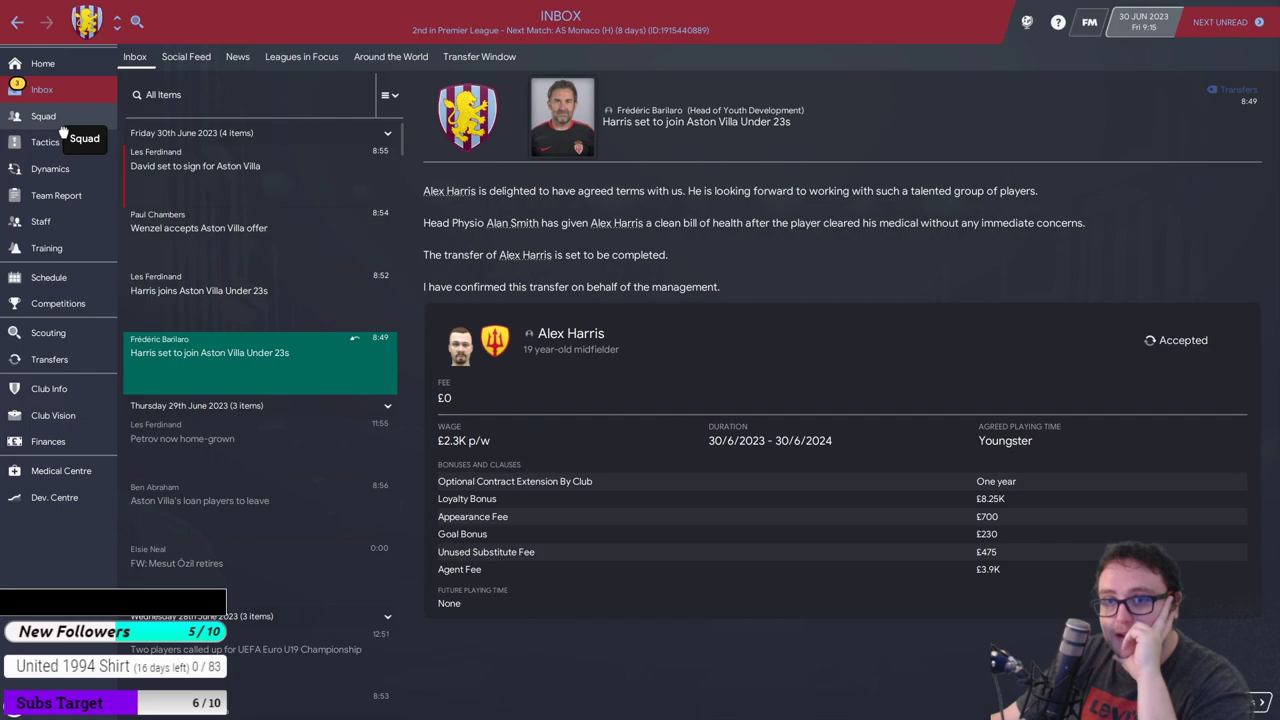 INBOX
2nd in Premier League - Next Match: AS Monaco (H) (8 days) (ID:1915440889)
FM
30 JUN 2023
Fri 9:15
NEXT UNREAD
Inbox
Social Feed
News
Leagues in Focus
Around the World
Transfer Window
Home
3
Inbox
Squad
Squad
Tactics
Dynamics
Team Report
Staff
Training
Schedule
Competitions
Scouting
Transfers
Club Info
Club Vision
Finances
Medical Centre
Dev. Centre
All Items
Friday 30th June 2023 (4 items)
Les Ferdinand 8:55
David set to sign for Aston Villa
Paul Chambers 8:54
Wenzel accepts Aston Villa offer
Les Ferdinand 8:52
Harris joins Aston Villa Under 23s
Frédéric Barilaro 8:49
Harris set to join Aston Villa Under 23s
Thursday 29th June 2023 (3 items)
Les Ferdinand 11:55
Petrov now home-grown
Ben Abraham 8:56
Aston Villa's loan players to leave
Elsie Neal 0:00
FW: Mesut Özil retires
Wednesday 28th June 2023 (3 items)
12:51
Two players called up for UEFA Euro U19 Championship
8:53
Frédéric Barilaro (Head of Youth Development)
Harris set to join Aston Villa Under 23s
Transfers
8:49
Alex Harris is delighted to have agreed terms with us. He is looking forward to working with such a talented group of players.
Head Physio Alan Smith has given Alex Harris a clean bill of health after the player cleared his medical without any immediate concerns.
The transfer of Alex Harris is set to be completed.
I have confirmed this transfer on behalf of the management.
Alex Harris
19 year-old midfielder
Accepted
FEE
£0
WAGE DURATION AGREED PLAYING TIME
£2.3K p/w 30/6/2023 - 30/6/2024 Youngster
BONUSES AND CLAUSES
Optional Contract Extension By Club One year
Loyalty Bonus £8.25K
Appearance Fee £700
Goal Bonus £230
Unused Substitute Fee £475
Agent Fee £3.9K
FUTURE PLAYING TIME
None
New Followers 5 / 10
United 1994 Shirt (16 days left) 0 / 83
Subs Target 6 / 10